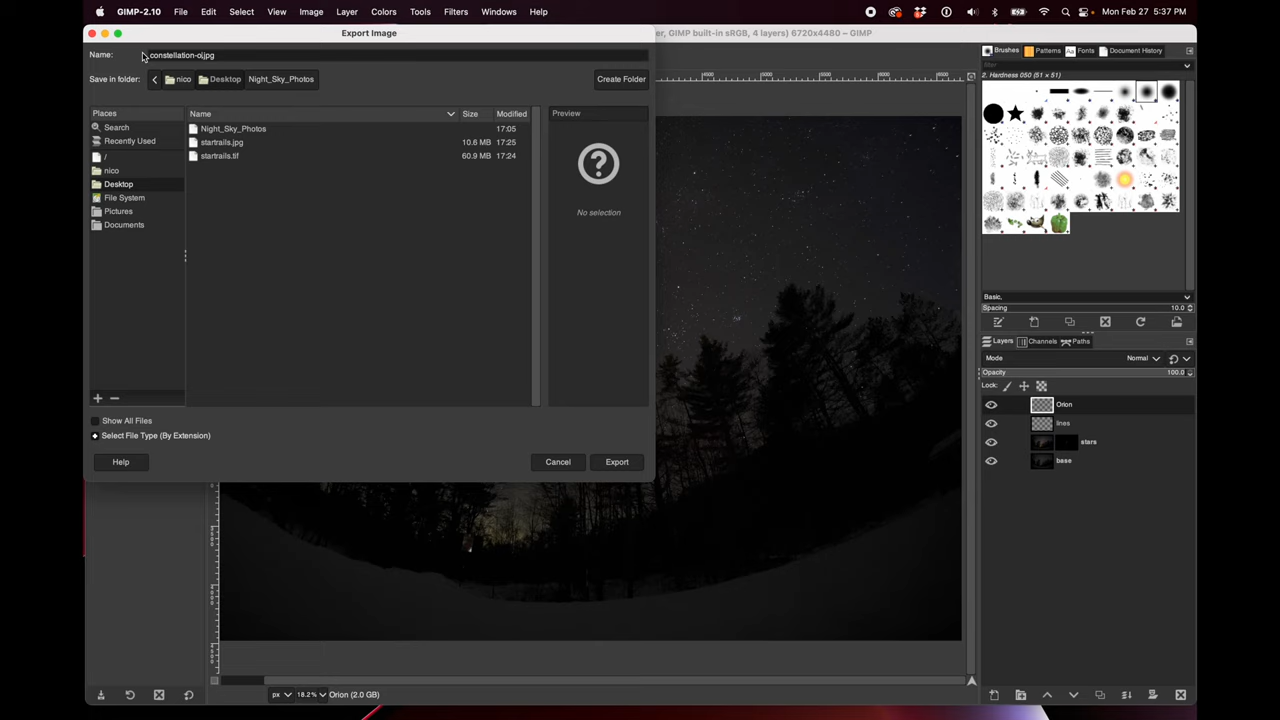 GIMP-2.10 File Edit Select View Image Layer Colors Tools Filters Windows Help Mon Feb 27 5:37 PM
Export Image
er, GIMP built-in sRGB, 4 layers) 6720x4480 – GIMP
Name: constellation-o.jpg
Save in folder: nico Desktop Night_Sky_Photos Create Folder
Brushes Patterns Fonts Document History
filter
2. Hardness 050 (51 × 51)
Places Name Size Modified Preview
Search
Recently Used
/
nico
Desktop
File System
Pictures
Documents
Night_Sky_Photos 17:05
startrails.jpg 10.6 MB 17:25
startrails.tif 60.9 MB 17:24
No selection
Show All Files
Select File Type (By Extension)
Help Cancel Export
Basic,
Spacing 10.0
Layers Channels Paths
Mode Normal
Opacity 100.0
Lock:
Orion
lines
stars
base
px 18.2% Orion (2.0 GB)